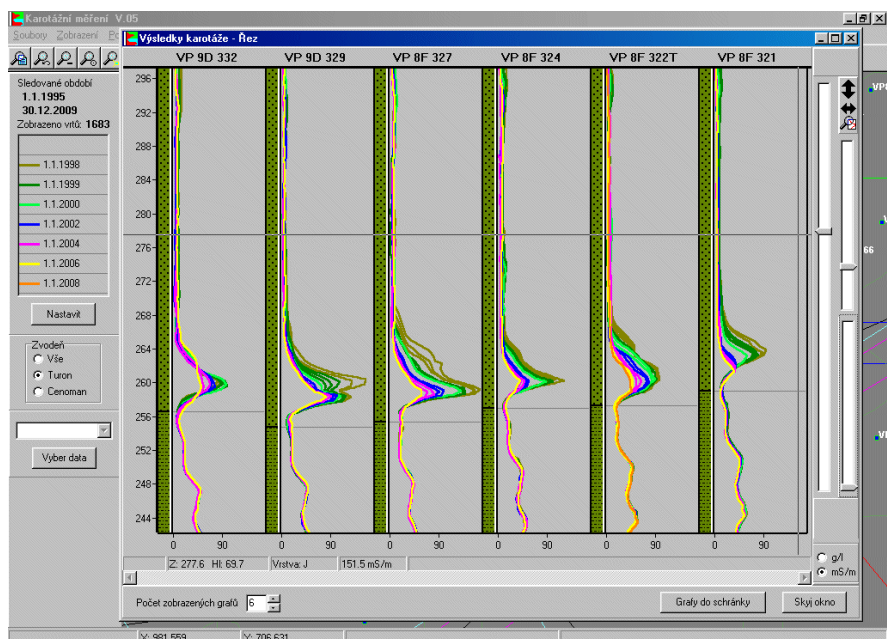 Karotážní měření V.05
Soubory Zobrazení
Výsledky karotáže - Řez
VP 9D 332 VP 9D 329 VP 8F 327 VP 8F 324 VP 8F 322T VP 8F 321
Sledované období
1.1.1995
30.12.2009
Zobrazeno vrtů: 1683
1.1.1998
1.1.1999
1.1.2000
1.1.2002
1.1.2004
1.1.2006
1.1.2008
Nastavit
Zvodeň
Vše
Turon
Cenoman
Vyber data
296
292
288
284
280
276
272
268
264
260
256
252
248
244
0 90 0 90 0 90 0 90 0 90 0 90
66
Z: 277.6 Hl: 69.7 Vrstva: J 151.5 mS/m
g/l
mS/m
Počet zobrazených grafů 6 Grafy do schránky Skyj okno
Y: 981 559 X: 706 631